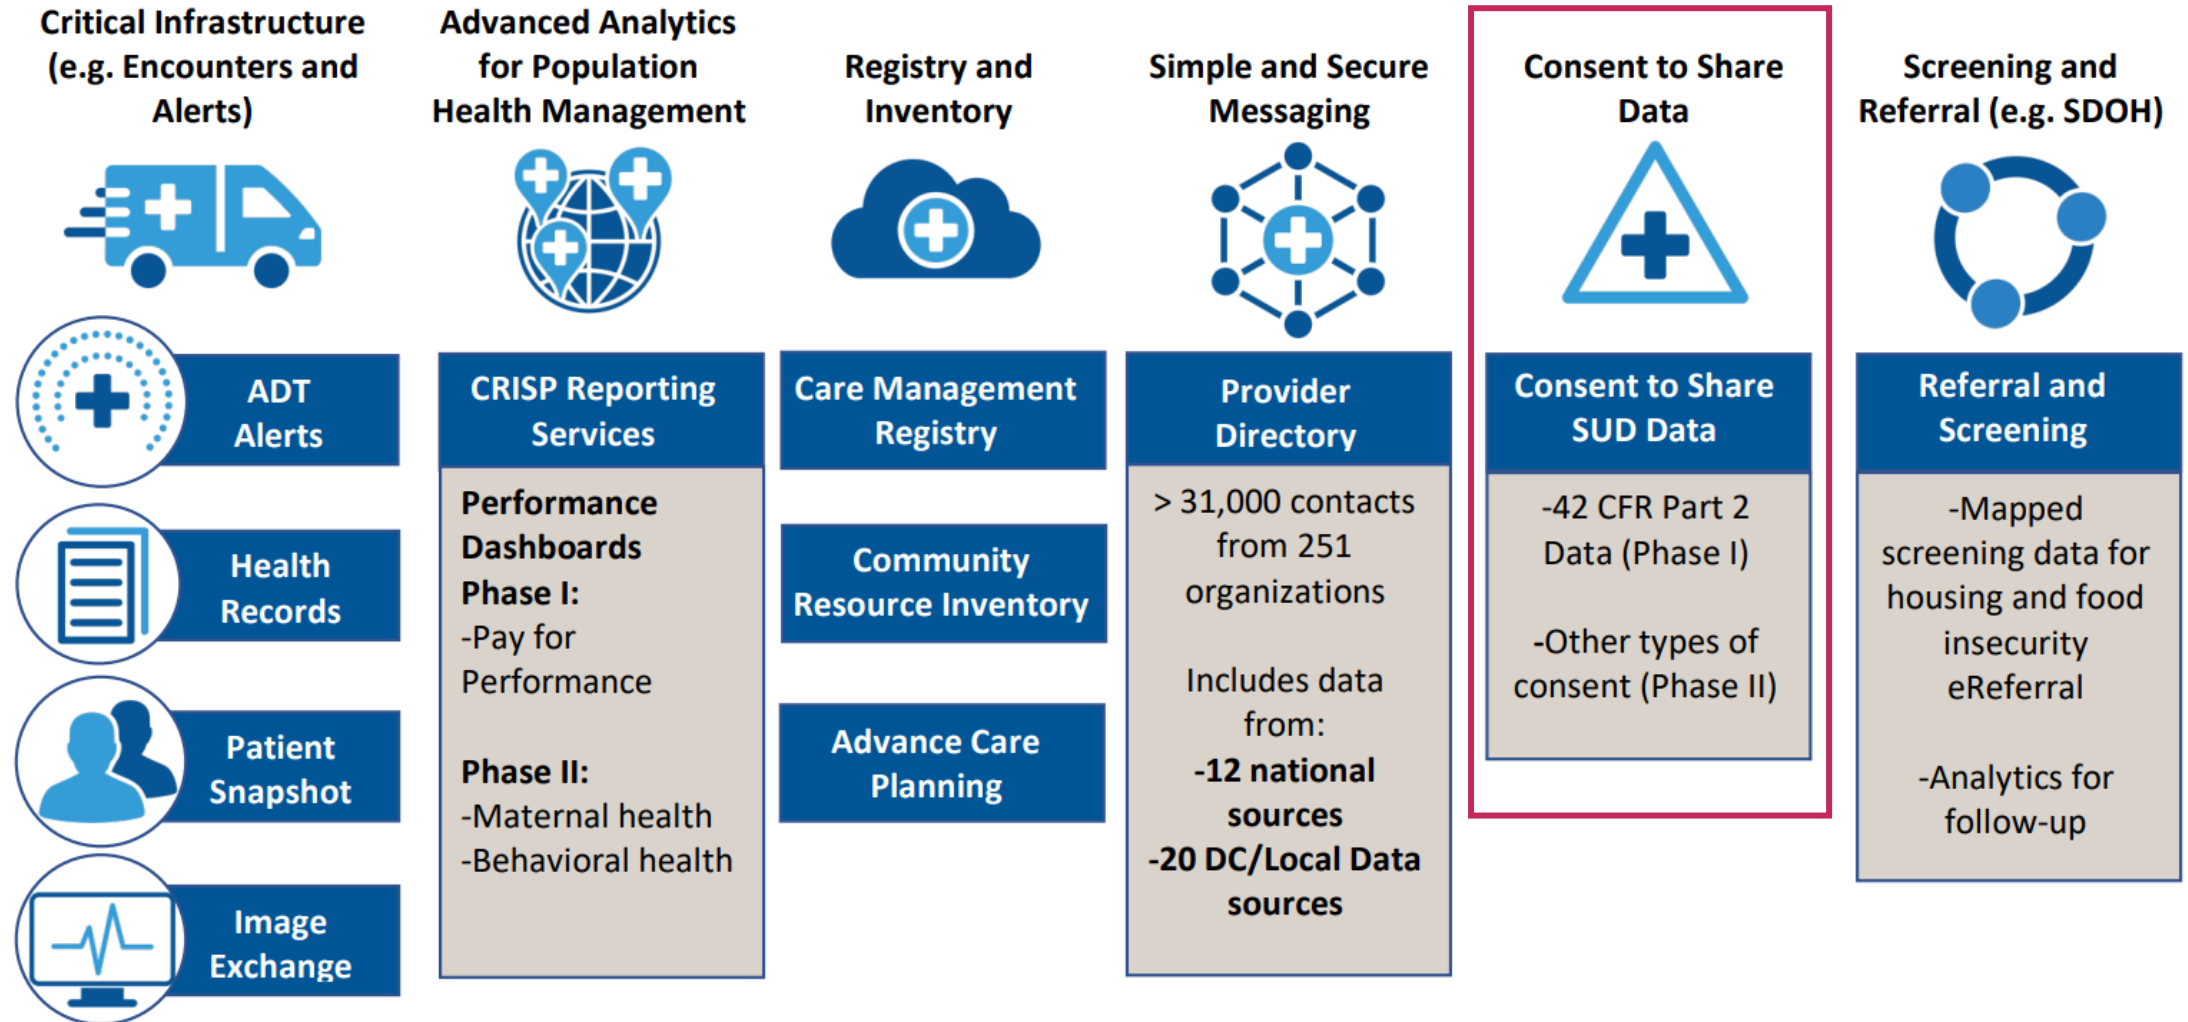 Critical Infrastructure
(e.g. Encounters and
Alerts)
ADT
Alerts
Health
Records
Patient
Snapshot
Image
Exchange
Advanced Analytics
for Population
Health Management
CRISP Reporting
Services
Performance
Dashboards
Phase I:
-Pay for
Performance
Phase II:
-Maternal health
-Behavioral health
Registry and
Inventory
Care Management
Registry
Community
Resource Inventory
Advance Care
Planning
Simple and Secure
Messaging
Provider
Directory
> 31,000 contacts
from 251
organizations
Includes data
from:
-12 national
sources
-20 DC/Local Data
sources
Consent to Share
Data
Consent to Share
SUD Data
-42 CFR Part 2
Data (Phase I)
-Other types of
consent (Phase II)
Screening and
Referral (e.g. SDOH)
Referral and
Screening
-Mapped
screening data for
housing and food
insecurity
eReferral
-Analytics for
follow-up